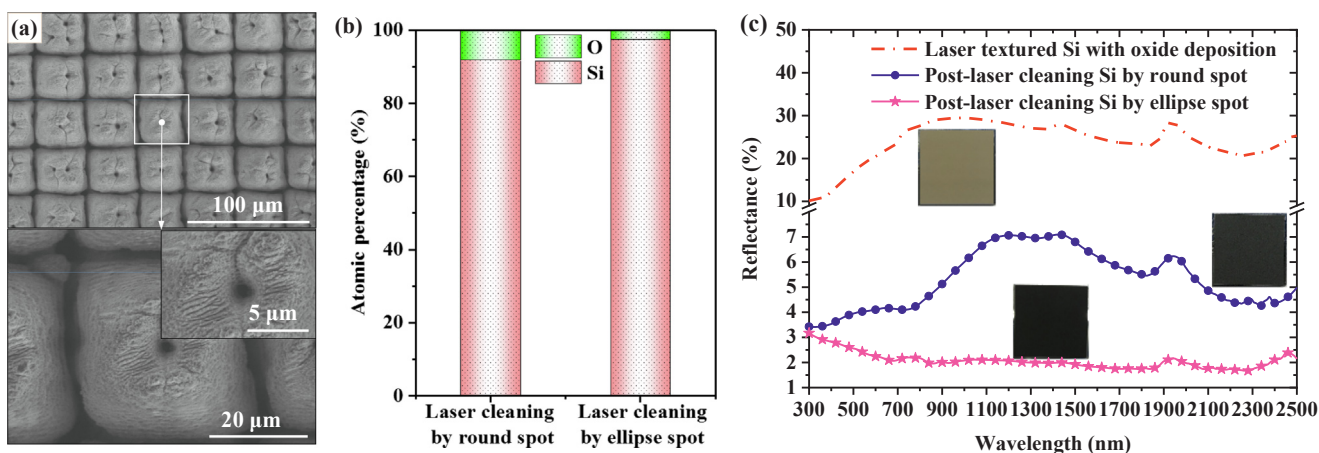 (a)
100 μm
5 μm
20 μm
(b)
Atomic percentage (%)
100
80
60
40
20
0
O
Si
Laser cleaning
by round spot
Laser cleaning
by ellipse spot
(c)
Reflectance (%)
50
40
30
20
10
7
6
5
4
3
2
1
Laser textured Si with oxide deposition
Post-laser cleaning Si by round spot
Post-laser cleaning Si by ellipse spot
300 500 700 900 1100 1300 1500 1700 1900 2100 2300 2500
Wavelength (nm)